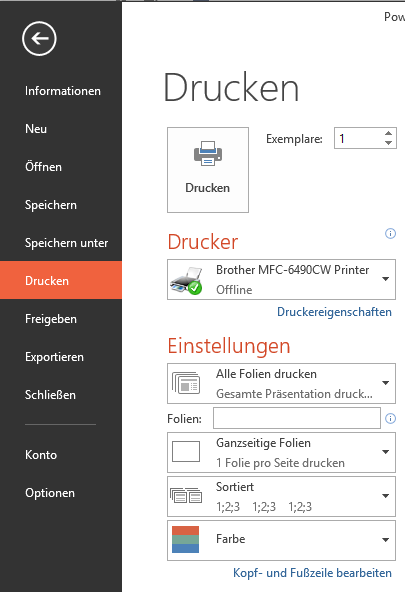 Pow
Informationen
Neu
Öffnen
Speichern
Speichern unter
Drucken
Freigeben
Exportieren
Schließen
Konto
Optionen
Drucken
Drucken
Exemplare: 1
Drucker
Brother MFC-6490CW Printer
Offline
Druckereigenschaften
Einstellungen
Alle Folien drucken
Gesamte Präsentation druck...
Folien:
Ganzseitige Folien
1 Folie pro Seite drucken
Sortiert
1;2;3 1;2;3 1;2;3
Farbe
Kopf- und Fußzeile bearbeiten